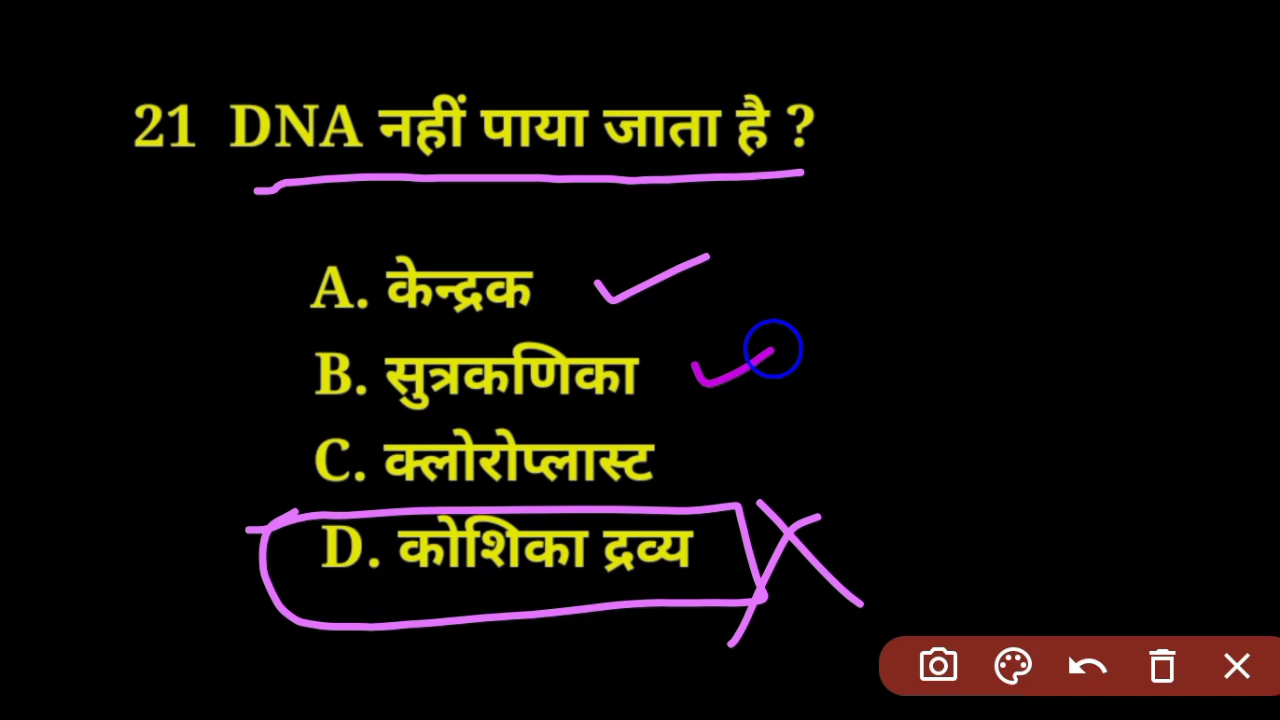 21 DNA नहीं पाया जाता है ?
A. केन्द्रक
B. सुत्रकणिका
C. क्लोरोप्लास्ट
D. कोशिका द्रव्य